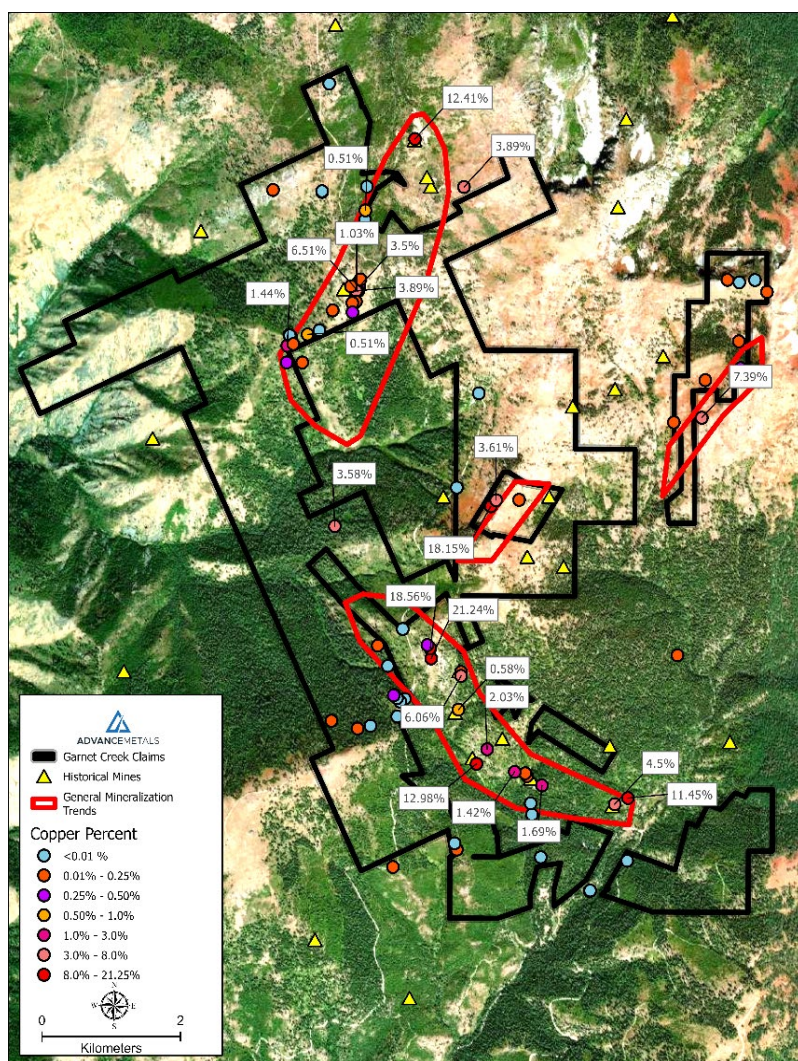 12.41%
0.51%
3.89%
1.03%
6.51%
3.5%
1.44%
3.89%
0.51%
7.39%
3.61%
3.58%
18.15%
18.56%
21.24%
0.58%
2.03%
6.06%
12.98%
4.5%
1.42%
11.45%
1.69%
ADVANCEMETALS
Garnet Creek Claims
Historical Mines
General Mineralization
Trends
Copper Percent
<0.01 %
0.01% - 0.25%
0.25% - 0.50%
0.50% - 1.0%
1.0% - 3.0%
3.0% - 8.0%
8.0% - 21.25%
N
W E
S
0 2
Kilometers